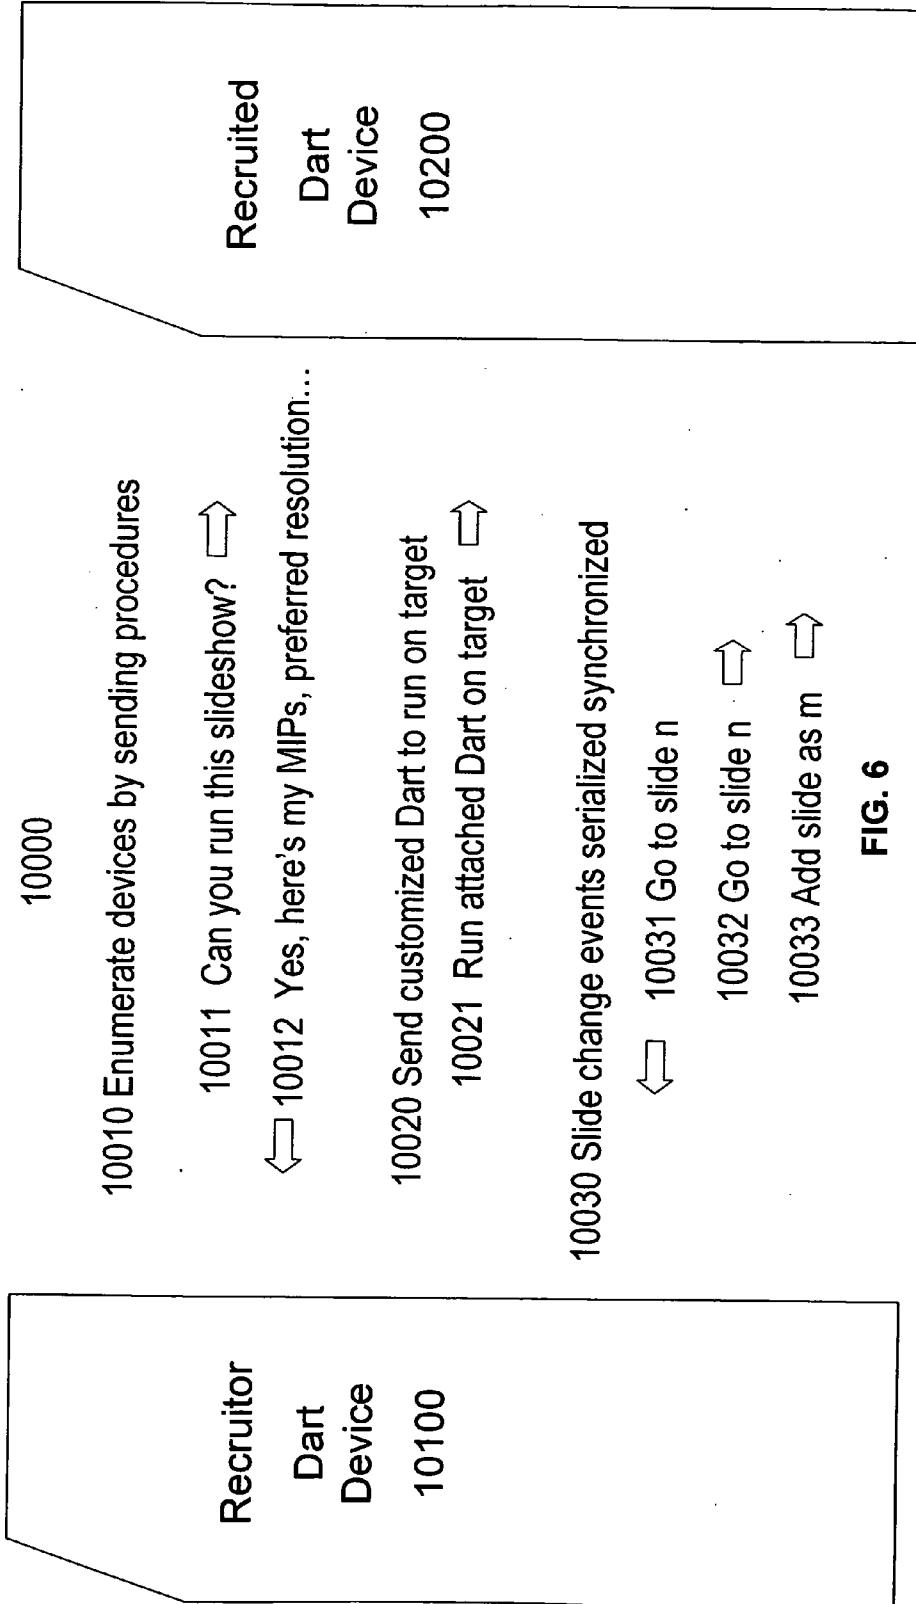 10000
Recruitor
Dart
Device
10100
10010 Enumerate devices by sending procedures
10011 Can you run this slideshow?
10012 Yes, here's my MIPs, preferred resolution...
10020 Send customized Dart to run on target
10021 Run attached Dart on target
10030 Slide change events serialized synchronized
10031 Go to slide n
10032 Go to slide n
10033 Add slide as m
Recruited
Dart
Device
10200
FIG. 6